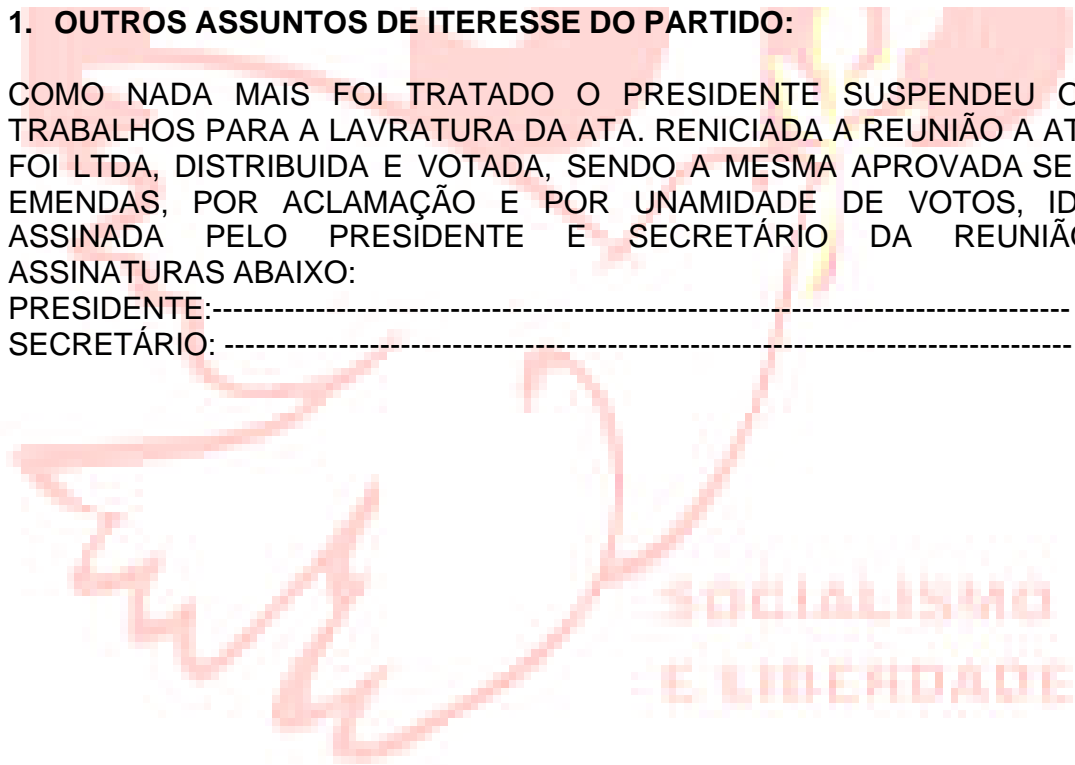 1. OUTROS ASSUNTOS DE ITERESSE DO PARTIDO:
COMO NADA MAIS FOI TRATADO O PRESIDENTE SUSPENDEU O
TRABALHOS PARA A LAVRATURA DA ATA. RENICIADA A REUNIÃO A AT
FOI LTDA, DISTRIBUIDA E VOTADA, SENDO A MESMA APROVADA SE
EMENDAS, POR ACLAMAÇÃO E POR UNAMIDADE DE VOTOS, ID
ASSINADA PELO PRESIDENTE E SECRETÁRIO DA REUNIÃO
ASSINATURAS ABAIXO:
PRESIDENTE:-----------------------------------------------------------------------------------
SECRETÁRIO: ----------------------------------------------------------------------------------
SOCIALISMO
E LIBERDADE